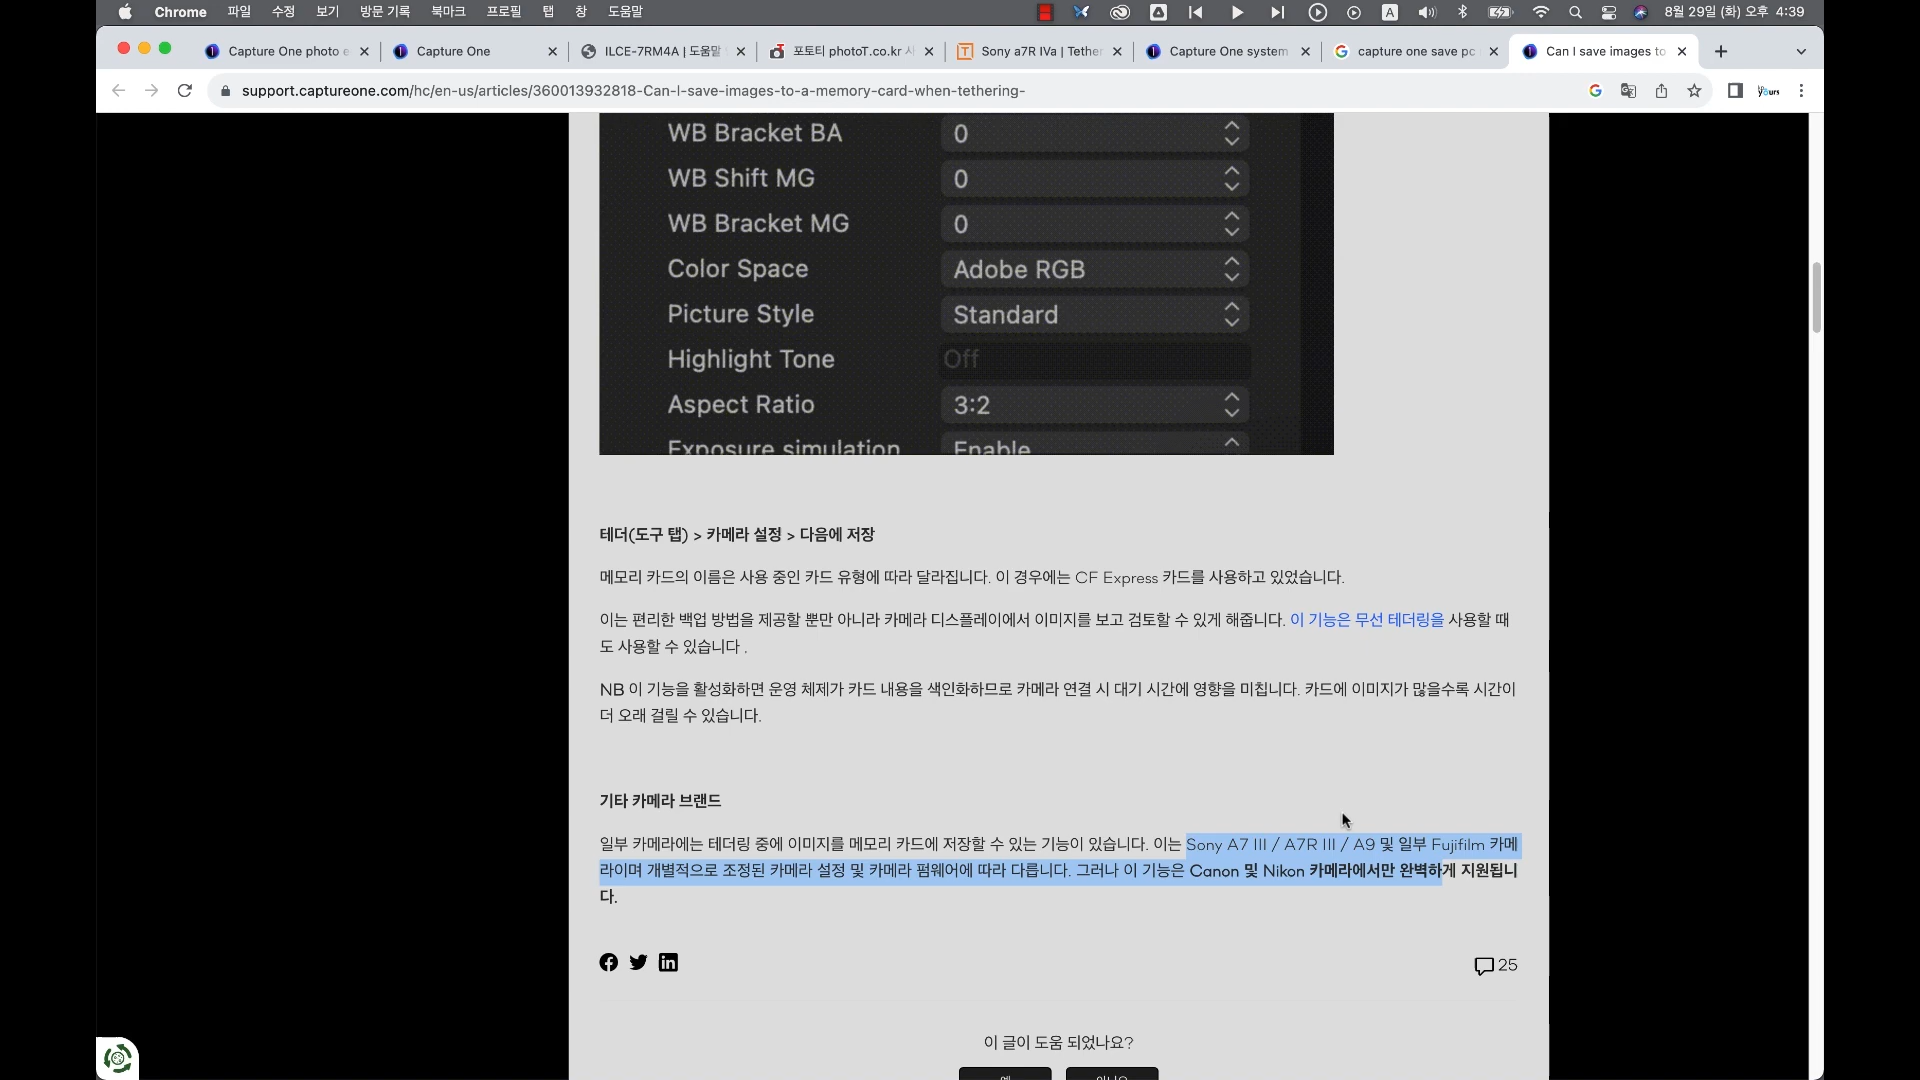 Chrome 파일 수정 보기 방문 기록 북마크 프로필 탭 창 도움말 A 8월 29일 (화) 오후 4:39
Capture One photo e Capture One ILCE-7RM4A | 도움말 포토티 photoT.co.kr Sony a7R IVa | Tether Capture One system capture one save pc Can I save images to
support.captureone.com/hc/en-us/articles/360013932818-Can-I-save-images-to-a-memory-card-when-tethering-
WB Bracket BA 0
WB Shift MG 0
WB Bracket MG 0
Color Space Adobe RGB
Picture Style Standard
Highlight Tone Off
Aspect Ratio 3:2
Exposure simulation Enable
테더(도구 탭) > 카메라 설정 > 다음에 저장
메모리 카드의 이름은 사용 중인 카드 유형에 따라 달라집니다. 이 경우에는 CF Express 카드를 사용하고 있었습니다.
이는 편리한 백업 방법을 제공할 뿐만 아니라 카메라 디스플레이에서 이미지를 보고 검토할 수 있게 해줍니다. 이 기능은 무선 테더링을 사용할 때
도 사용할 수 있습니다 .
NB 이 기능을 활성화하면 운영 체제가 카드 내용을 색인화하므로 카메라 연결 시 대기 시간에 영향을 미칩니다. 카드에 이미지가 많을수록 시간이
더 오래 걸릴 수 있습니다.
기타 카메라 브랜드
일부 카메라에는 테더링 중에 이미지를 메모리 카드에 저장할 수 있는 기능이 있습니다. 이는 Sony A7 III / A7R III / A9 및 일부 Fujifilm 카메
라이며 개별적으로 조정된 카메라 설정 및 카메라 펌웨어에 따라 다릅니다. 그러나 이 기능은 Canon 및 Nikon 카메라에서만 완벽하게 지원됩니
다.
25
이 글이 도움 되었나요?